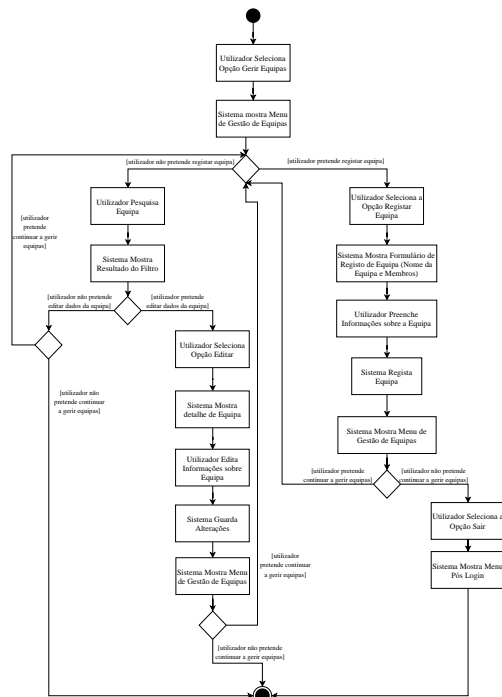 Utilizador Seleciona
Opção Gerir Equipas
Sistema mostra Menu
de Gestão de Equipas
[utilizador não pretende registar equipa]
[utilizador pretende registar equipa]
Utilizador Pesquisa
Equipa
Sistema Mostra
Resultado do Filtro
[utilizador
pretende
continuar a gerir
equipas]
[utilizador não pretende
editar dados da equipa]
[utilizador pretende
editar dados da equipa]
[utilizador não
pretende continuar
a gerir equipas]
Utilizador Seleciona
Opção Editar
Sistema Mostra
detalhe de Equipa
Utilizador Edita
Informações sobre
Equipa
Sistema Guarda
Alterações
Sistema Mostra Menu
de Gestão de Equipas
[utilizador
pretende continuar
a gerir equipas]
[utilizador não pretende
continuar a gerir equipas]
Utilizador Seleciona a
Opção Registar
Equipa
Sistema Mostra Formulário de
Registo de Equipa (Nome da
Equipa e Membros)
Utilizador Preenche
Informações sobre a Equipa
Sistema Regista
Equipa
Sistema Mostra Menu de
Gestão de Equipas
[utilizador pretende
continuar a gerir equipas]
[utilizador não pretende
continuar a gerir equipas]
Utilizador Seleciona a
Opção Sair
Sistema Mostra Menu
Pós Login